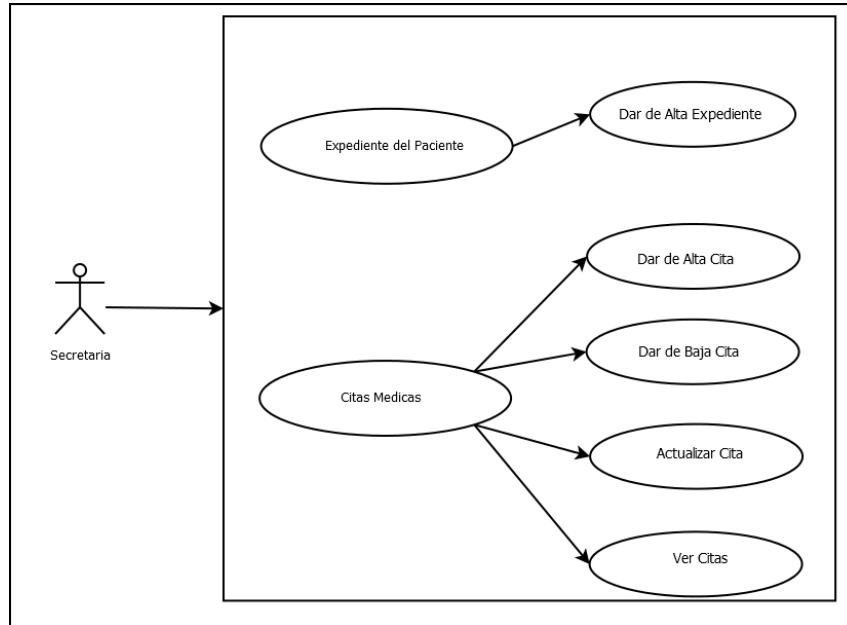 Dar de Alta Expediente
Expediente del Paciente
Dar de Alta Cita
Secretaria
Dar de Baja Cita
Citas Medicas
Actualizar Cita
Ver Citas